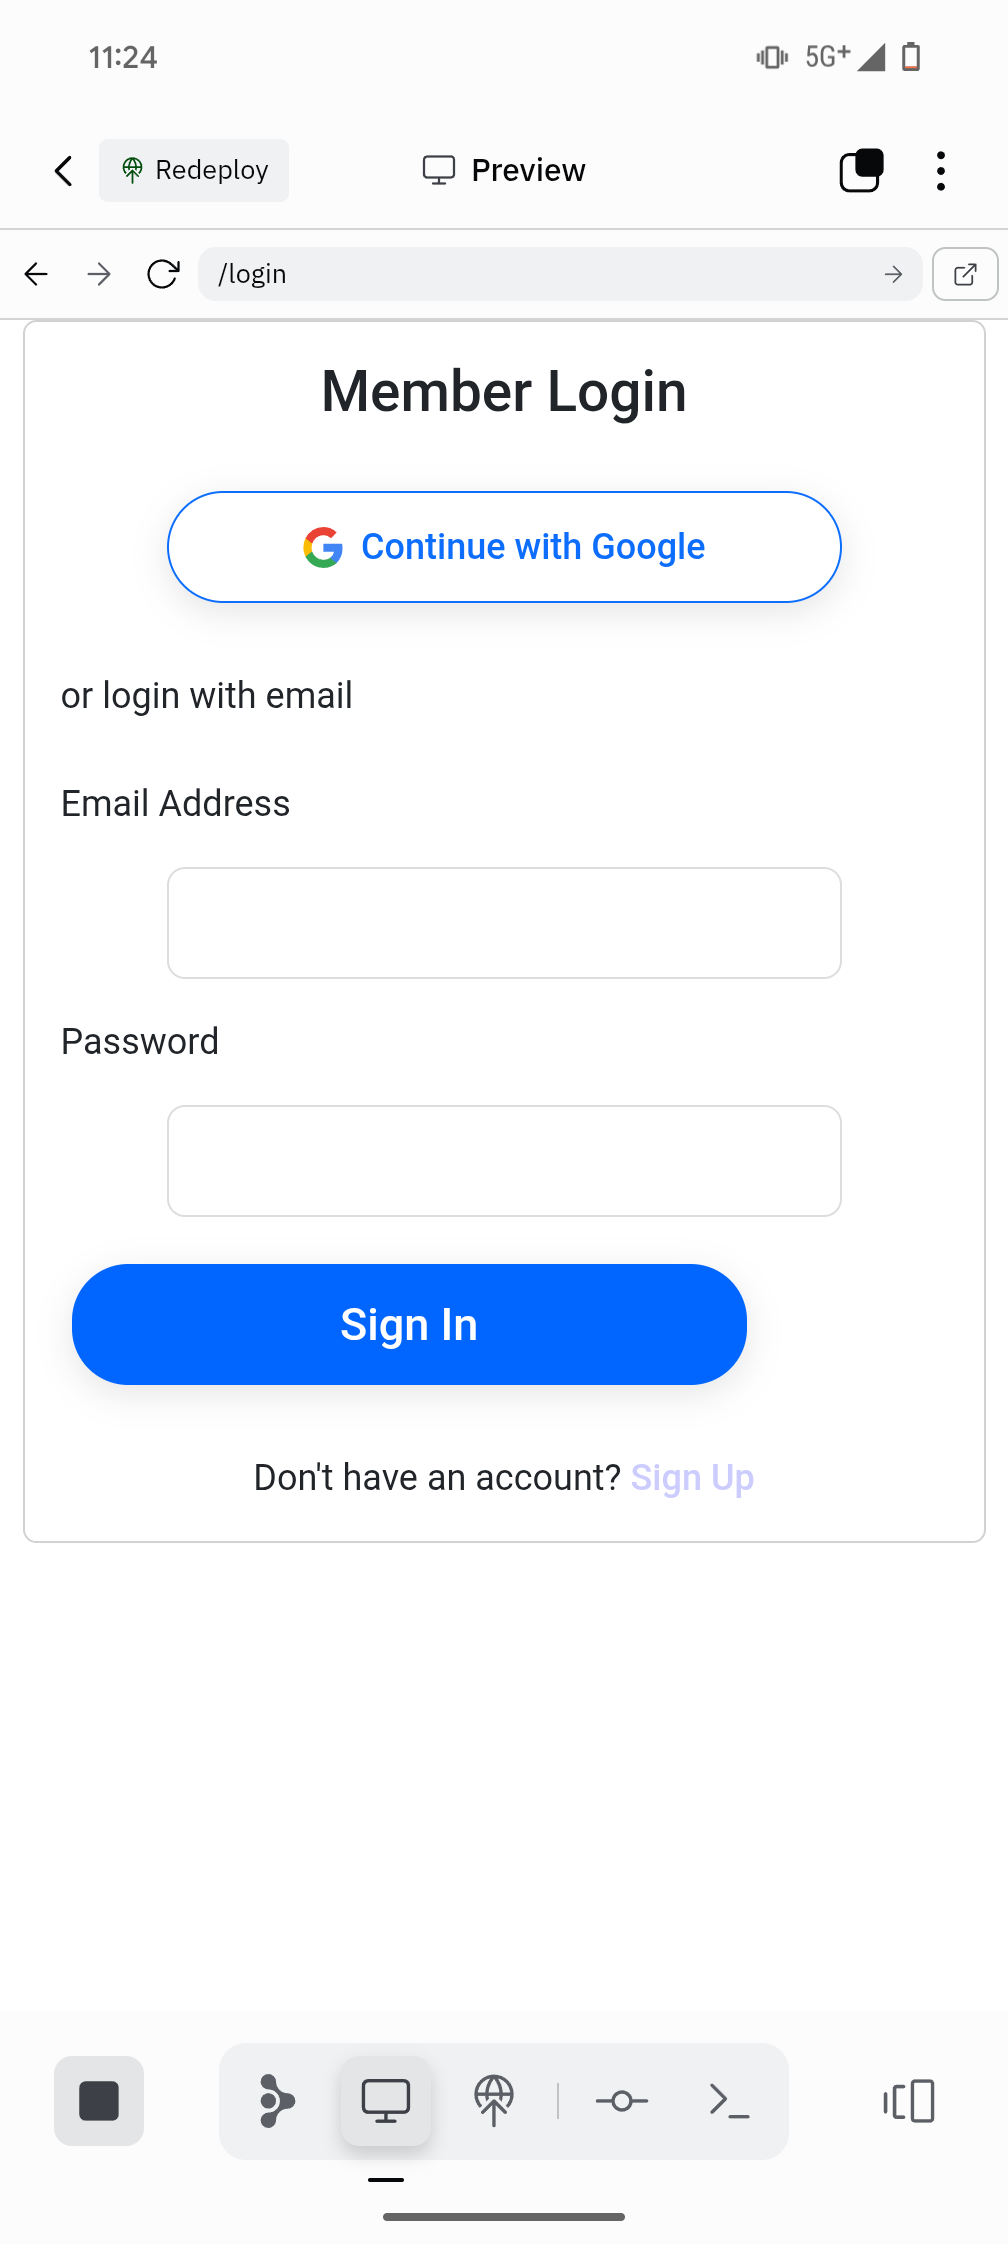 11:24
5G+
Redeploy
Preview
/login
Member Login
Continue with Google
or login with email
Email Address
Password
Sign In
Don't have an account? Sign Up